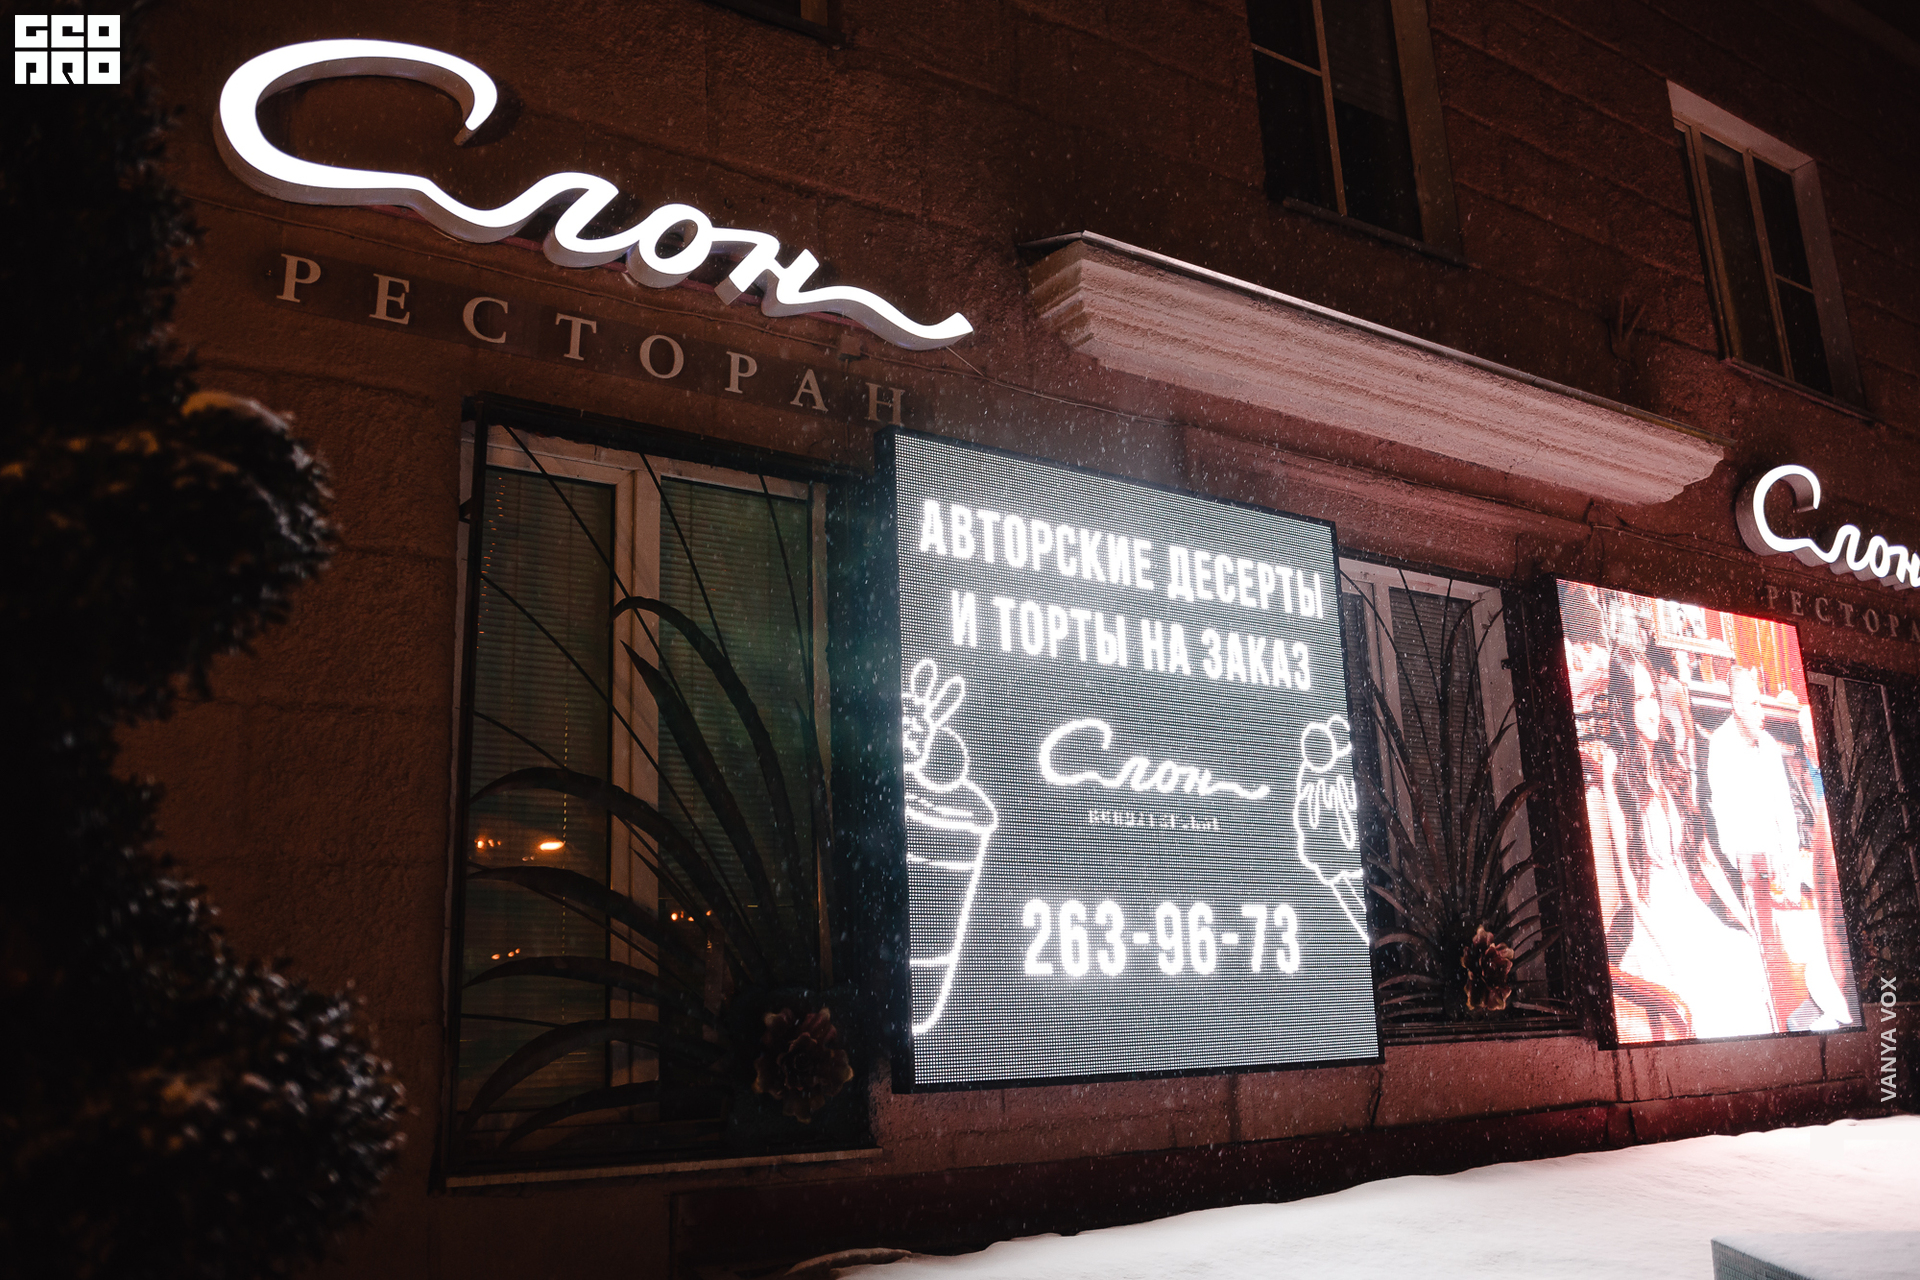 GEO
PRO
Слон
РЕСТОРАН
АВТОРСКИЕ ДЕСЕРТЫ
И ТОРТЫ НА ЗАКАЗ
Слон
263-96-73
Слон
РЕСТОРА
VANYA VOX